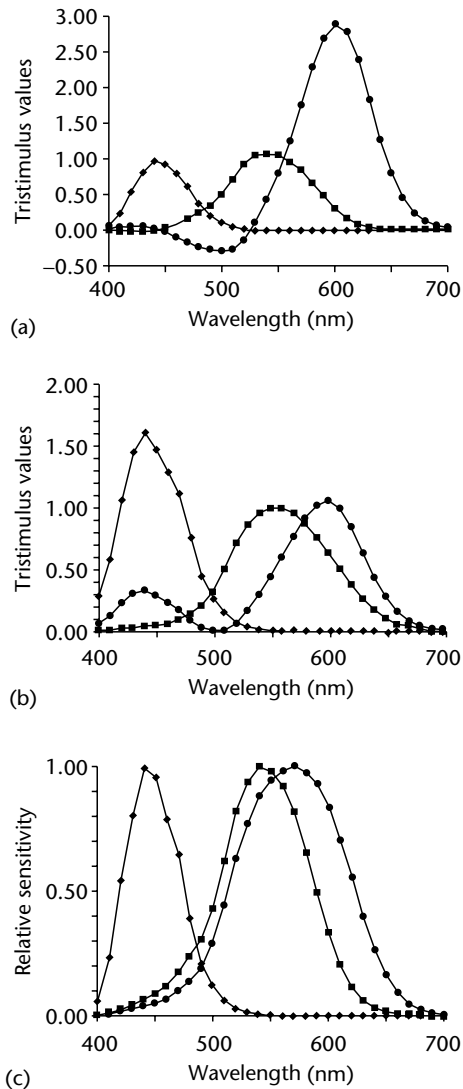 3.00
2.50
2.00
1.50
1.00
0.50
0.00
–0.50
Tristimulus values
400 500 600 700
Wavelength (nm)
(a)
2.00
1.50
1.00
0.50
0.00
Tristimulus values
400 500 600 700
Wavelength (nm)
(b)
1.00
0.50
0.00
Relative sensitivity
400 500 600 700
Wavelength (nm)
(c)